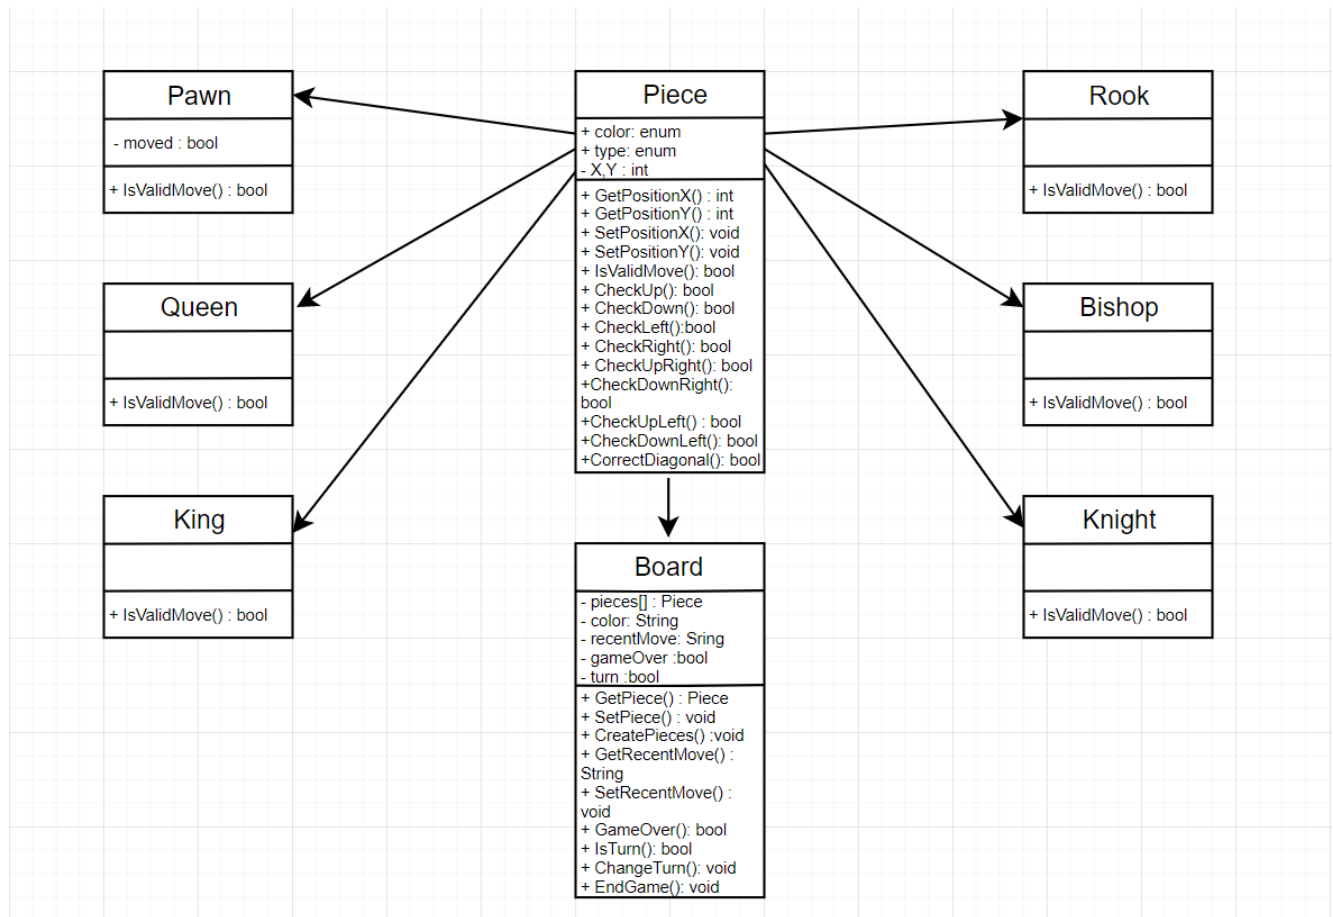 Pawn
- moved : bool
+ IsValidMove() : bool
Queen
+ IsValidMove() : bool
King
+ IsValidMove() : bool
Piece
+ color: enum
+ type: enum
- X,Y : int
+ GetPositionX() : int
+ GetPositionY() : int
+ SetPositionX(): void
+ SetPositionY(): void
+ IsValidMove(): bool
+ CheckUp(): bool
+ CheckDown(): bool
+ CheckLeft():bool
+ CheckRight(): bool
+ CheckUpRight(): bool
+CheckDownRight():
bool
+CheckUpLeft() : bool
+CheckDownLeft(): bool
+CorrectDiagonal(): bool
Board
- pieces[] : Piece
- color: String
- recentMove: Sring
- gameOver :bool
- turn :bool
+ GetPiece() : Piece
+ SetPiece() : void
+ CreatePieces() :void
+ GetRecentMove() :
String
+ SetRecentMove() :
void
+ GameOver(): bool
+ IsTurn(): bool
+ ChangeTurn(): void
+ EndGame(): void
Rook
+ IsValidMove() : bool
Bishop
+ IsValidMove() : bool
Knight
+ IsValidMove() : bool